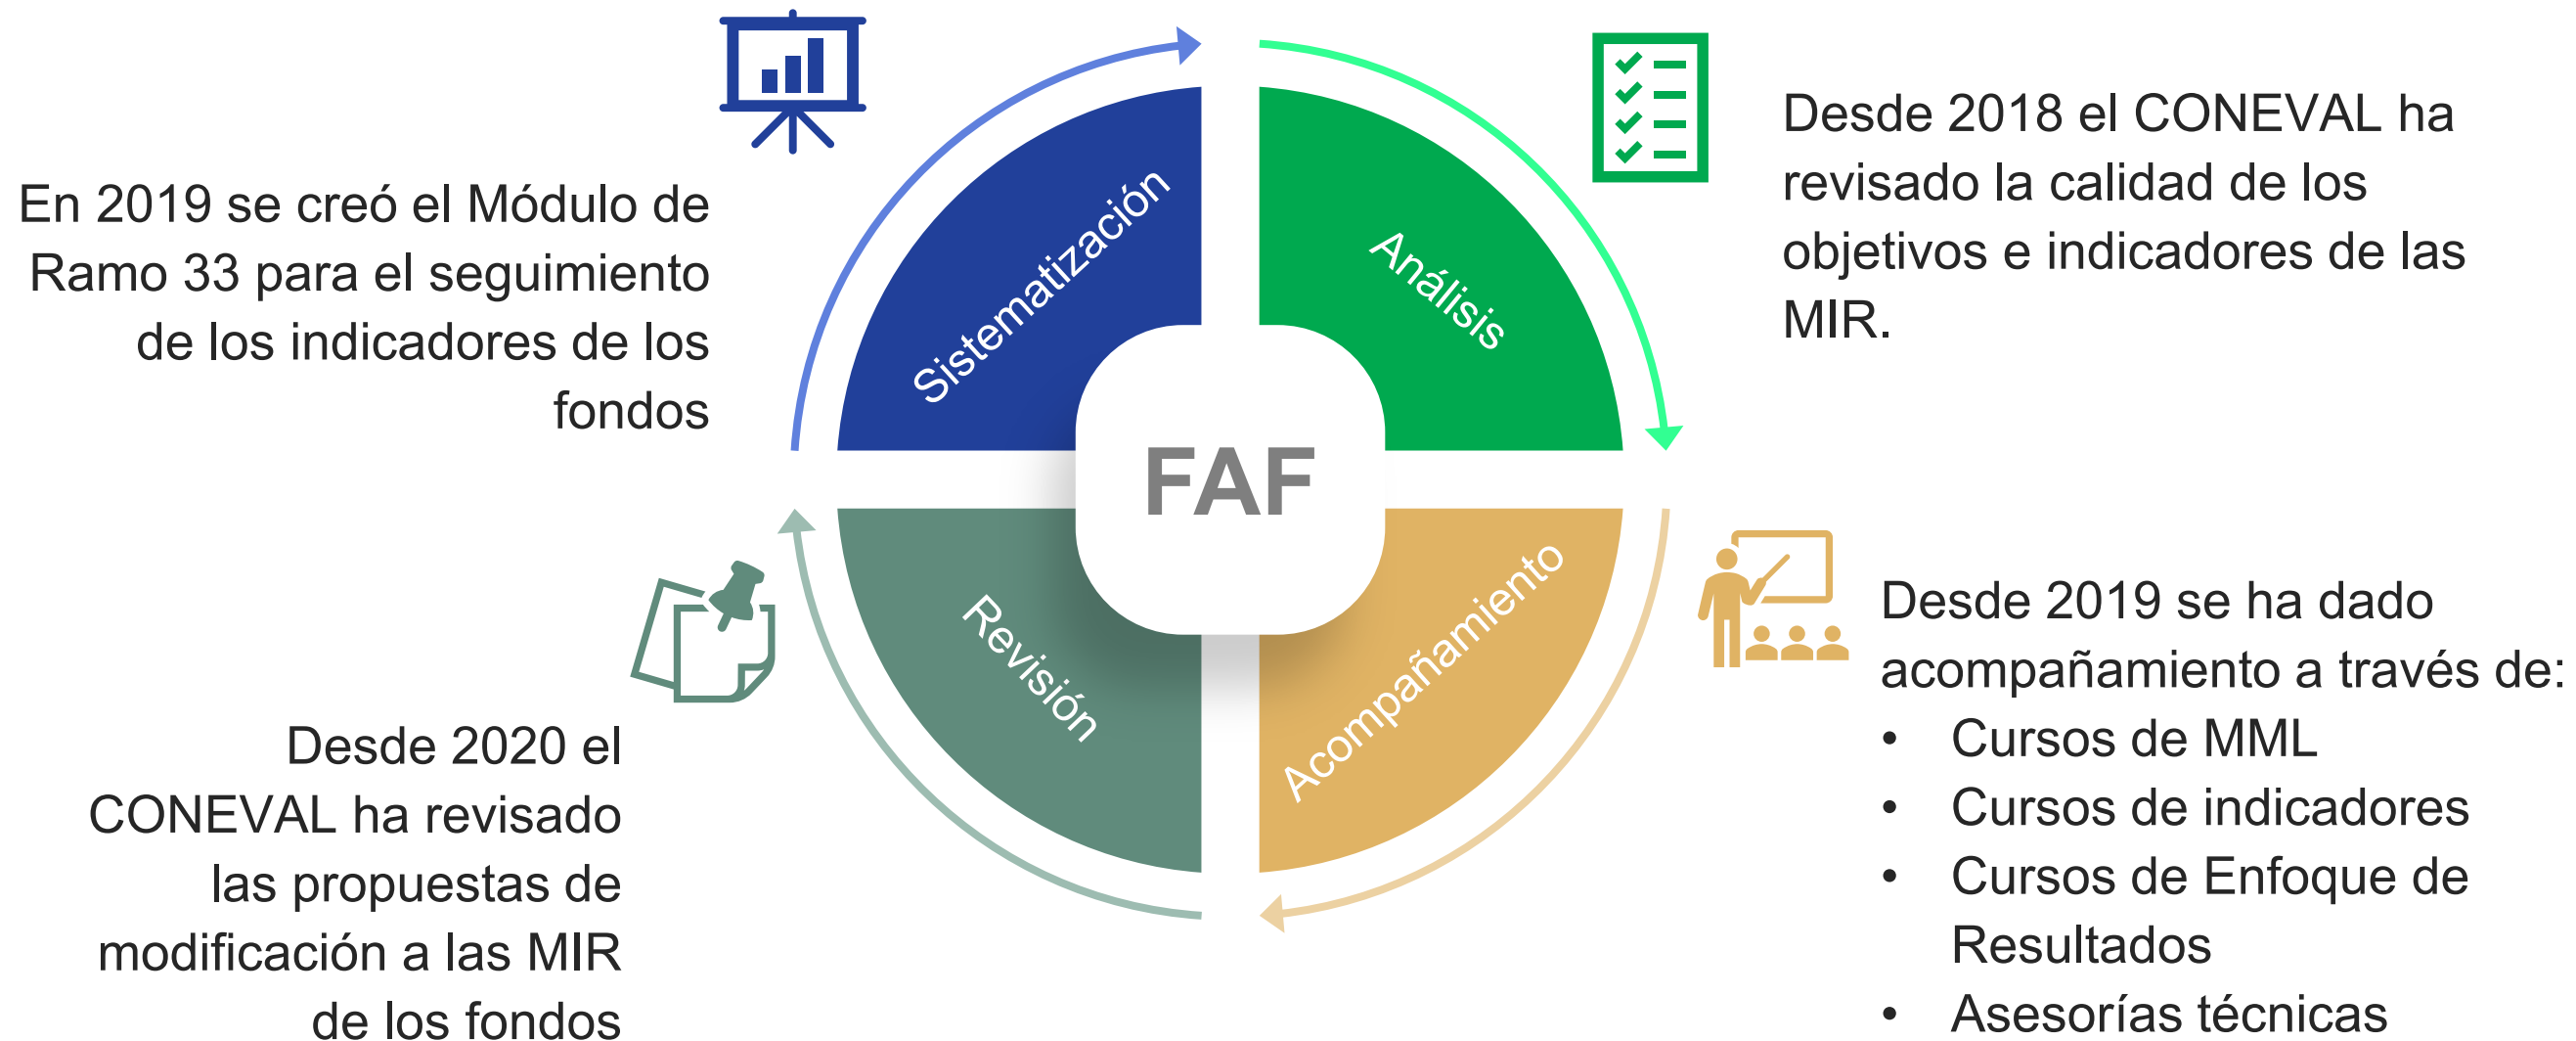 En 2019 se creó el Módulo de
Ramo 33 para el seguimiento
de los indicadores de los
fondos
Sistematización
Análisis
Desde 2018 el CONEVAL ha
revisado la calidad de los
objetivos e indicadores de las
MIR.
FAF
Revisión
Acompañamiento
Desde 2020 el
CONEVAL ha revisado
las propuestas de
modificación a las MIR
de los fondos
Desde 2019 se ha dado
acompañamiento a través de:
• Cursos de MML
• Cursos de indicadores
• Cursos de Enfoque de
Resultados
• Asesorías técnicas